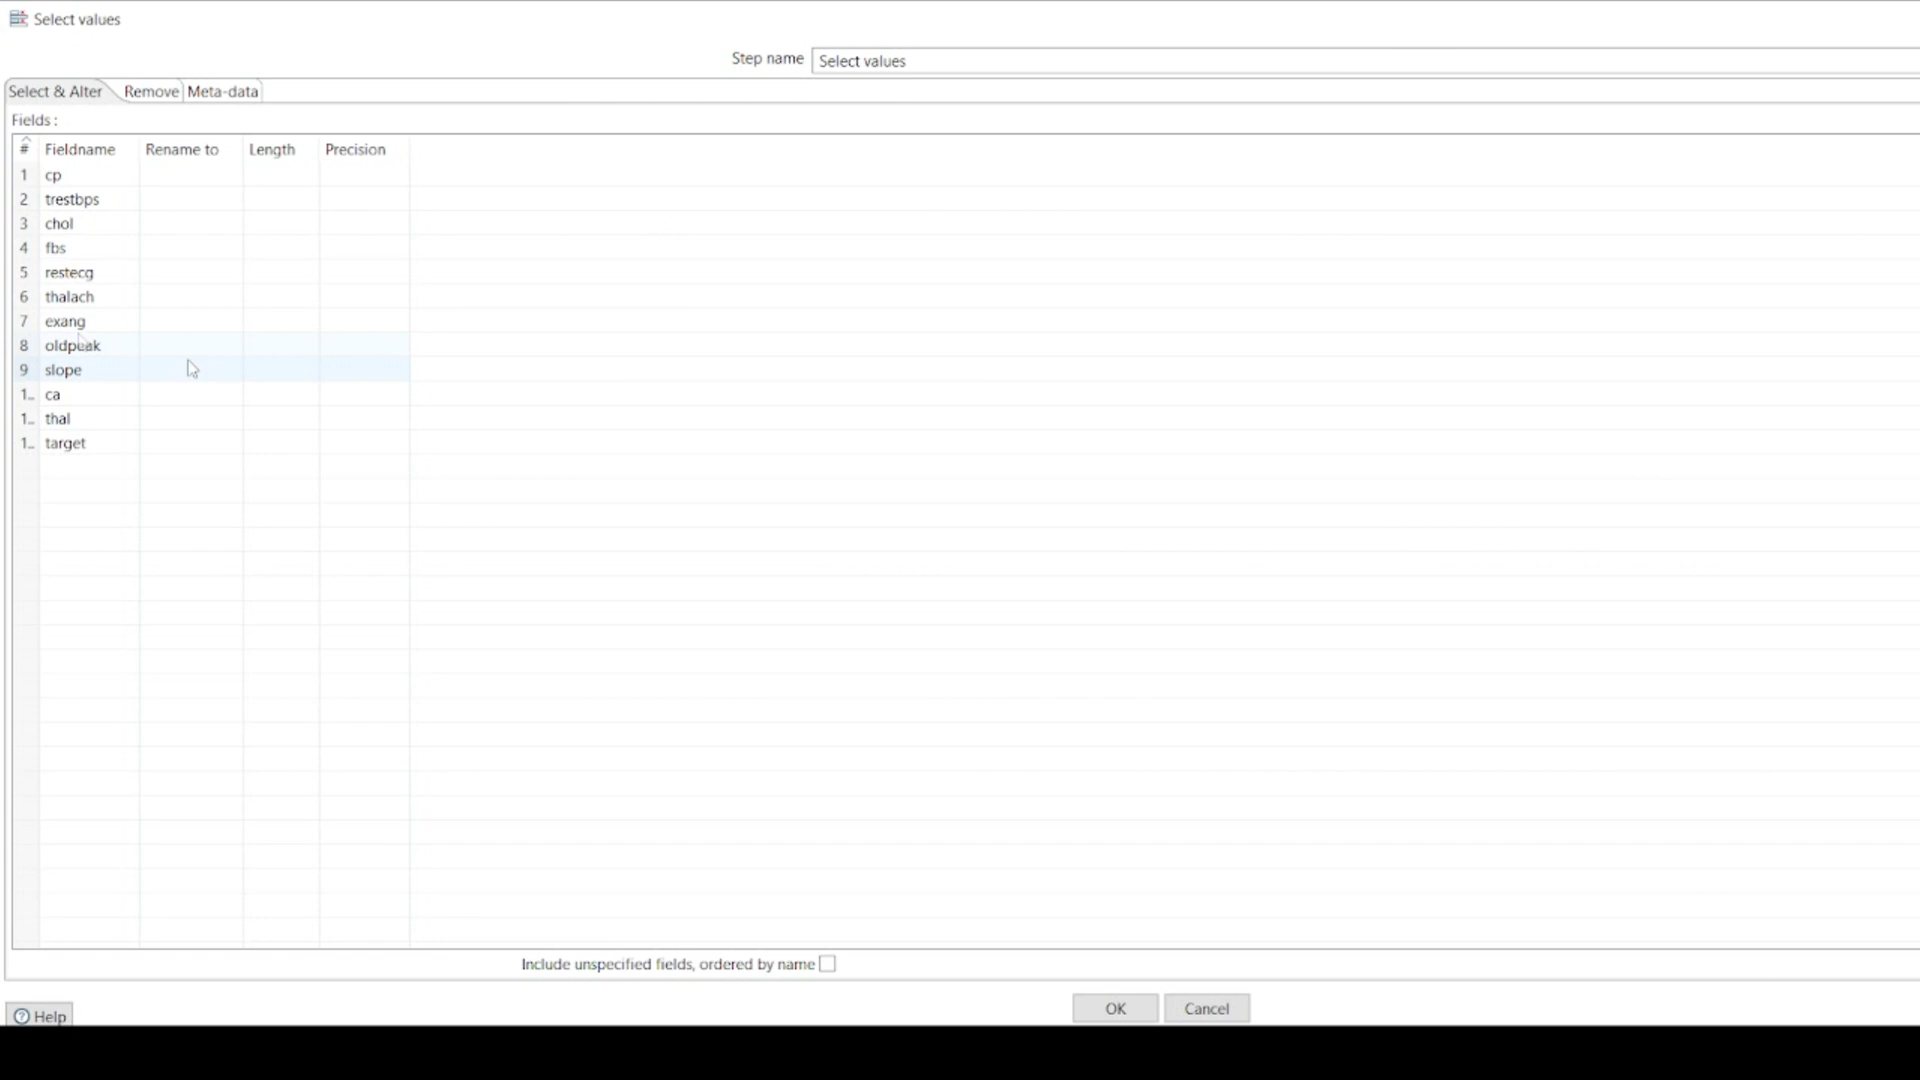 Select values
Step name Select values
Select & Alter Remove Meta-data
Fields :
# Fieldname Rename to Length Precision
1 cp
2 trestbps
3 chol
4 fbs
5 restecg
6 thalach
7 exang
8 oldpeak
9 slope
1.. ca
1.. thal
1.. target
Include unspecified fields, ordered by name
OK Cancel
Help